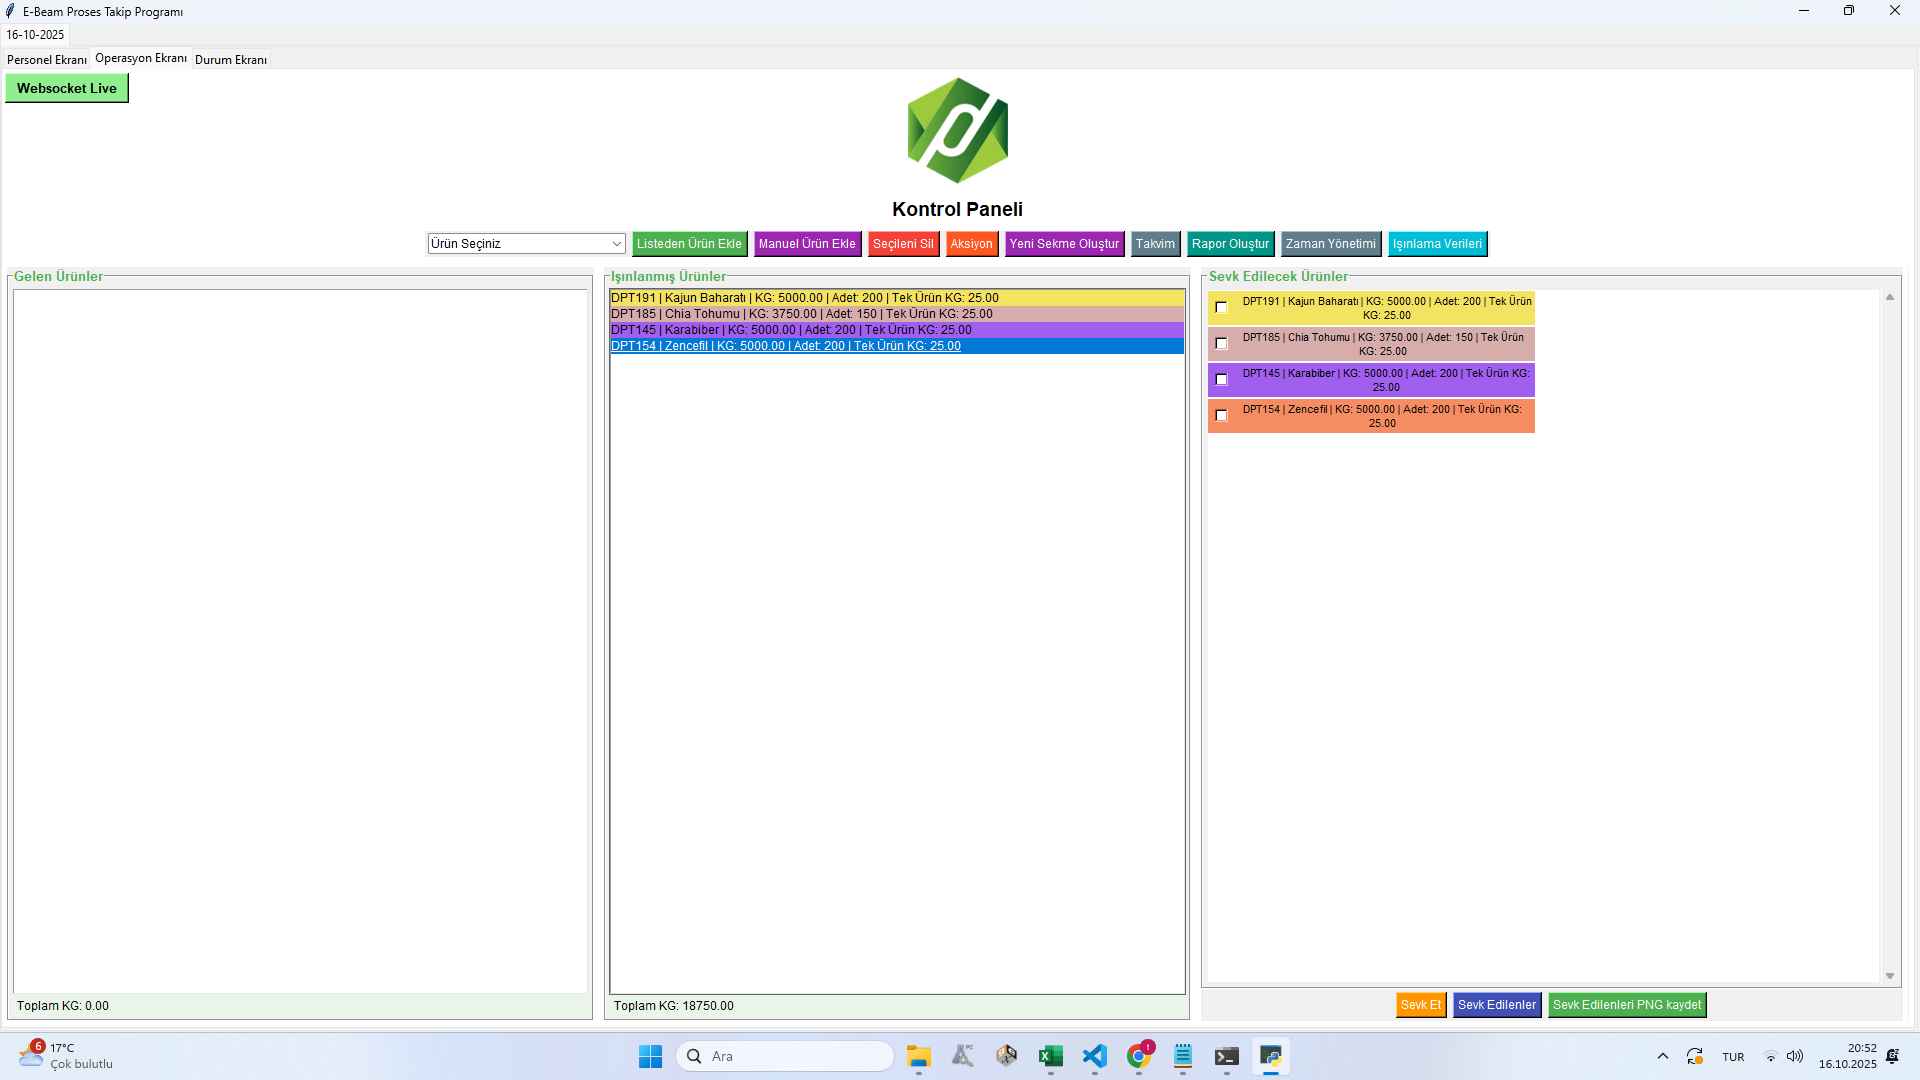 E-Beam Proses Takip Programı
16-10-2025
Personel Ekranı Operasyon Ekranı Durum Ekranı
Websocket Live
Kontrol Paneli
Ürün Seçiniz Listeden Ürün Ekle Manuel Ürün Ekle Seçileni Sil Aksiyon Yeni Sekme Oluştur Takvim Rapor Oluştur Zaman Yönetimi Işınlama Verileri
Gelen Ürünler
Toplam KG: 0.00
Işınlanmış Ürünler
DPT191 | Kajun Baharatı | KG: 5000.00 | Adet: 200 | Tek Ürün KG: 25.00
DPT185 | Chia Tohumu | KG: 3750.00 | Adet: 150 | Tek Ürün KG: 25.00
DPT145 | Karabiber | KG: 5000.00 | Adet: 200 | Tek Ürün KG: 25.00
DPT154 | Zencefil | KG: 5000.00 | Adet: 200 | Tek Ürün KG: 25.00
Toplam KG: 18750.00
Sevk Edilecek Ürünler
DPT191 | Kajun Baharatı | KG: 5000.00 | Adet: 200 | Tek Ürün
KG: 25.00
DPT185 | Chia Tohumu | KG: 3750.00 | Adet: 150 | Tek Ürün
KG: 25.00
DPT145 | Karabiber | KG: 5000.00 | Adet: 200 | Tek Ürün KG:
25.00
DPT154 | Zencefil | KG: 5000.00 | Adet: 200 | Tek Ürün KG:
25.00
Sevk Et Sevk Edilenler Sevk Edilenleri PNG kaydet
6
17°C
Çok bulutlu
Ara
PC
t
TUR
20:52
16.10.2025